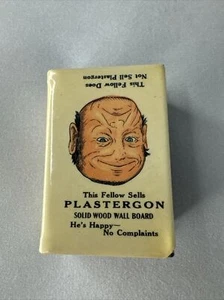 This Fellow Does
Not Sell Plastergon
This Fellow Sells
PLASTERGON
SOLID WOOD WALL BOARD
He's Happy—
No Complaints